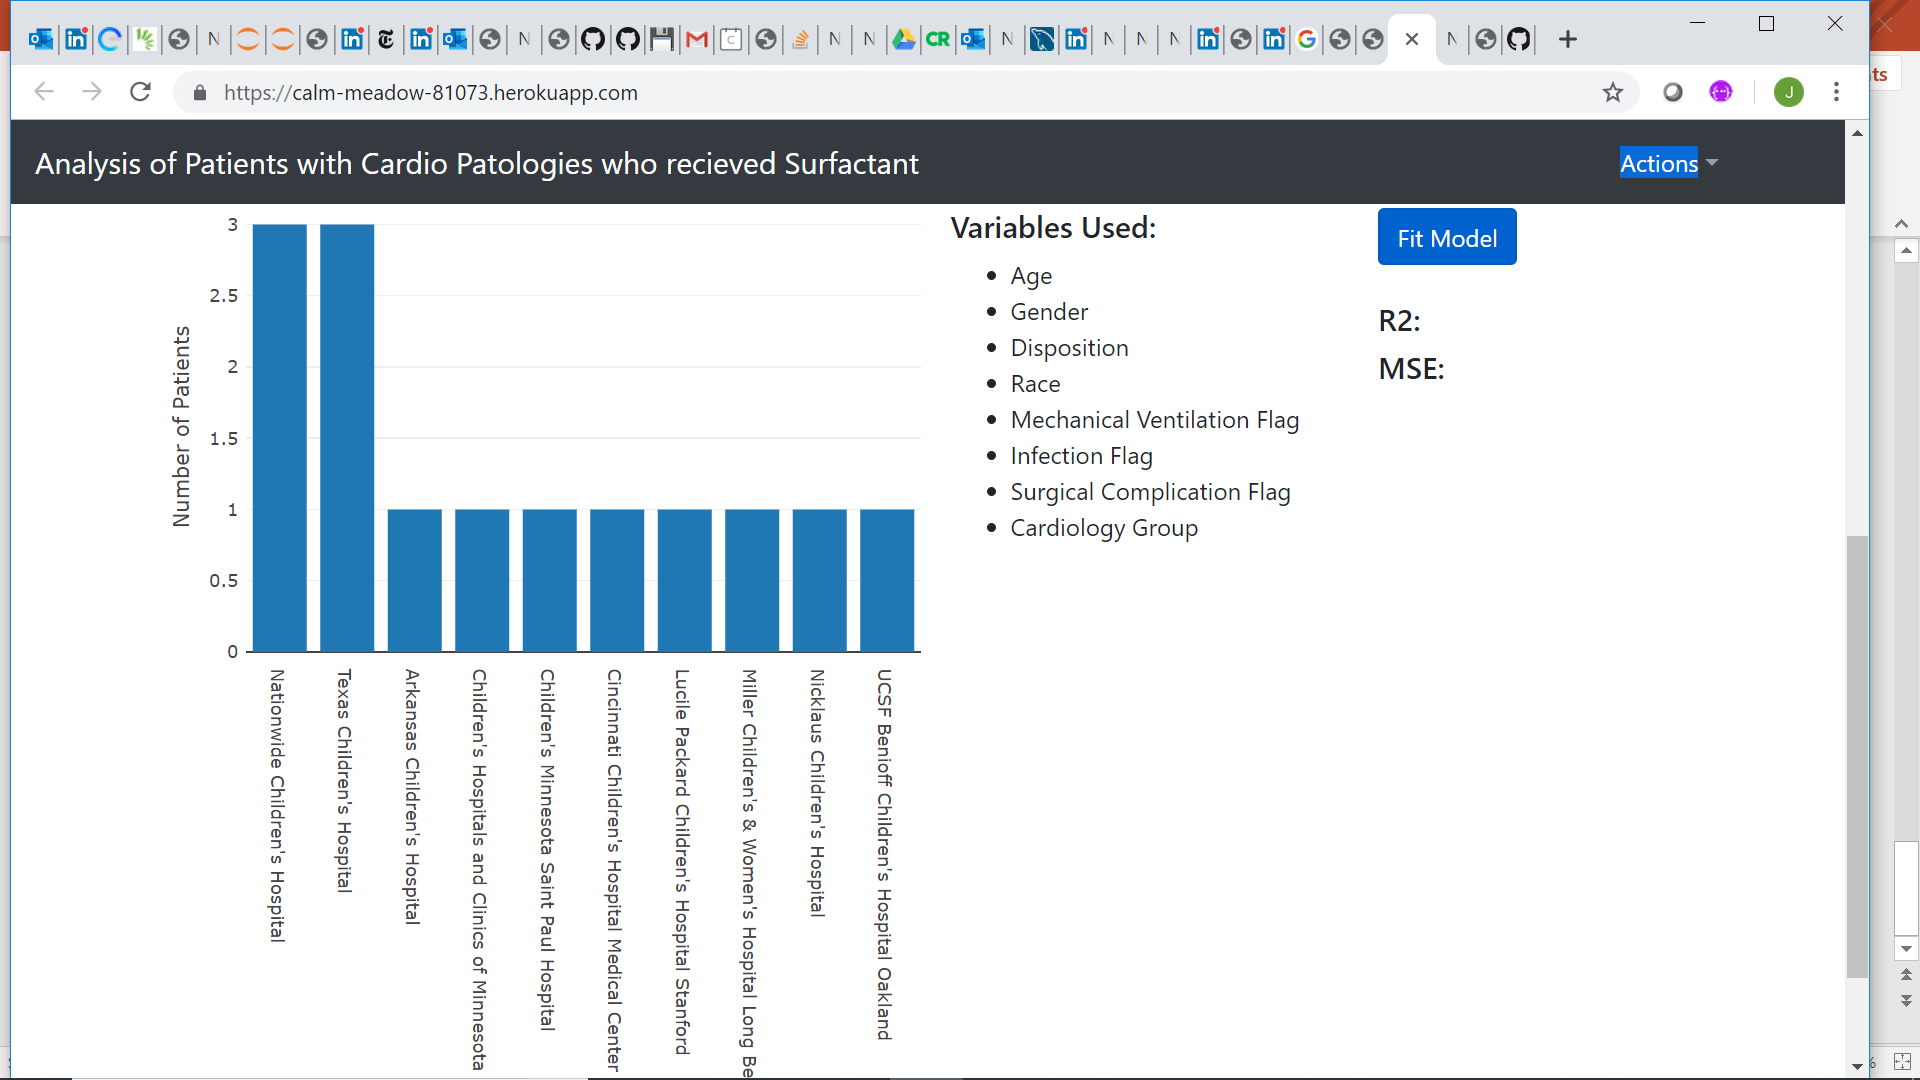 https://calm-meadow-81073.herokuapp.com
J
ts
Analysis of Patients with Cardio Patologies who recieved Surfactant
Actions
Number of Patients
3
2.5
2
1.5
1
0.5
0
Nationwide Children's Hospital
Texas Children's Hospital
Arkansas Children's Hospital
Children's Hospitals and Clinics of Minnesota
Children's Minnesota Saint Paul Hospital
Cincinnati Children's Hospital Medical Center
Lucile Packard Children's Hospital Stanford
Miller Children's & Women's Hospital Long Be
Nicklaus Children's Hospital
UCSF Benioff Children's Hospital Oakland
Variables Used:
Age
Gender
Disposition
Race
Mechanical Ventilation Flag
Infection Flag
Surgical Complication Flag
Cardiology Group
Fit Model
R2:
MSE: